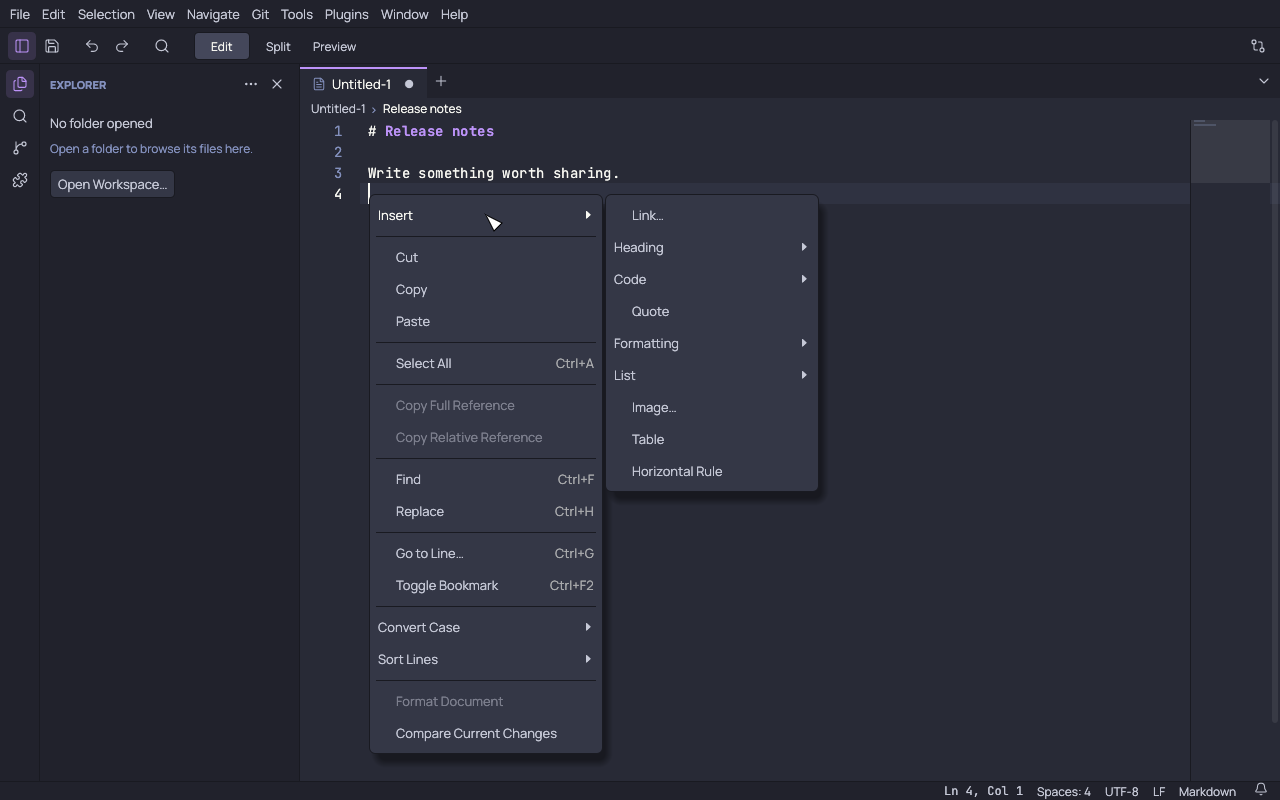 File Edit Selection View Navigate Git Tools Plugins Window Help
Edit Split Preview
EXPLORER
No folder opened
Open a folder to browse its files here.
Open Workspace...
Untitled-1
Untitled-1 › Release notes
1 # Release notes
2
3 Write something worth sharing.
4
Insert
Cut
Copy
Paste
Select All Ctrl+A
Copy Full Reference
Copy Relative Reference
Find Ctrl+F
Replace Ctrl+H
Go to Line... Ctrl+G
Toggle Bookmark Ctrl+F2
Convert Case
Sort Lines
Format Document
Compare Current Changes
Link...
Heading
Code
Quote
Formatting
List
Image...
Table
Horizontal Rule
Ln 4, Col 1 Spaces: 4 UTF-8 LF Markdown